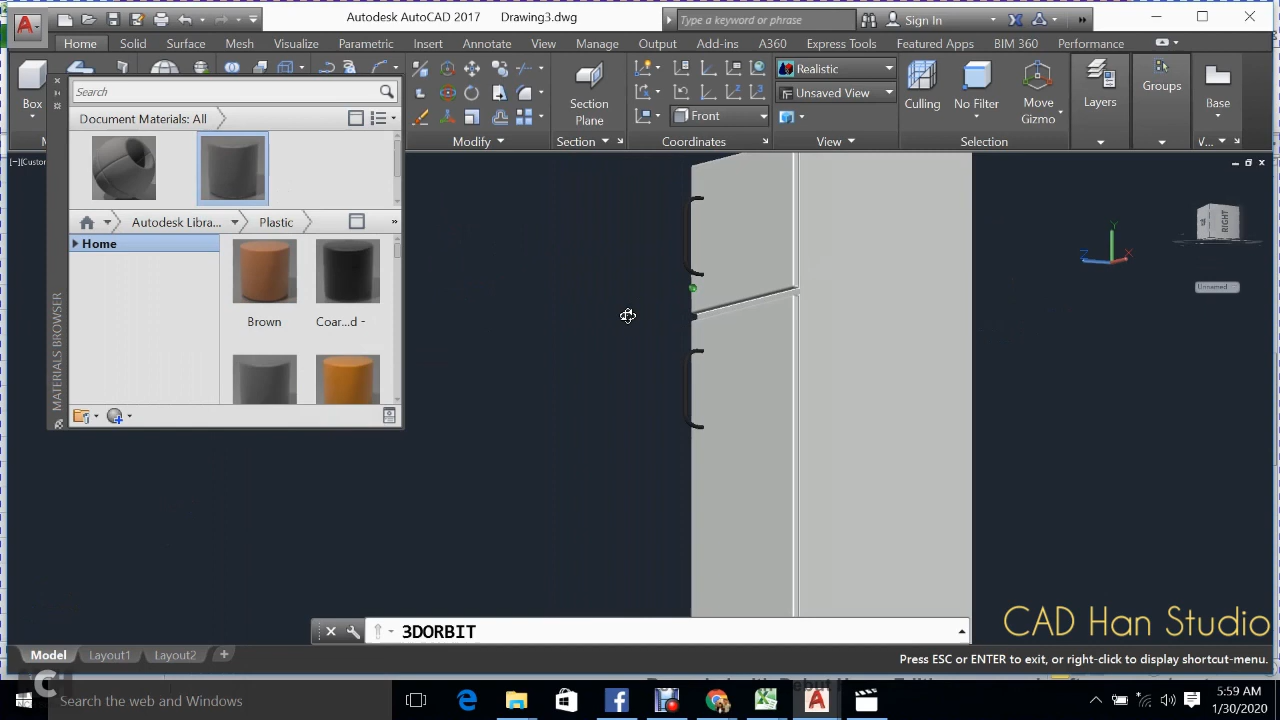 Autodesk AutoCAD 2017 Drawing3.dwg
Type a keyword or phrase
Sign In
Home Solid Surface Mesh Visualize Parametric Insert Annotate View Manage Output Add-ins A360 Express Tools Featured Apps BIM 360 Performance
Box
Section
Plane
Realistic
Unsaved View
Front
Culling
No Filter
Move
Gizmo
Layers
Groups
Base
Modify
Section
Coordinates
View
Selection
V...
Search
Document Materials: All
Autodesk Libra...
Plastic
Home
Brown
Coar...d -
MATERIALS BROWSER
[−][Custo
RIGHT
Y
Z
X
Unnamed
3DORBIT
CAD Han Studio
Model Layout1 Layout2
Press ESC or ENTER to exit, or right-click to display shortcut-menu.
Search the web and Windows
5:59 AM
1/30/2020